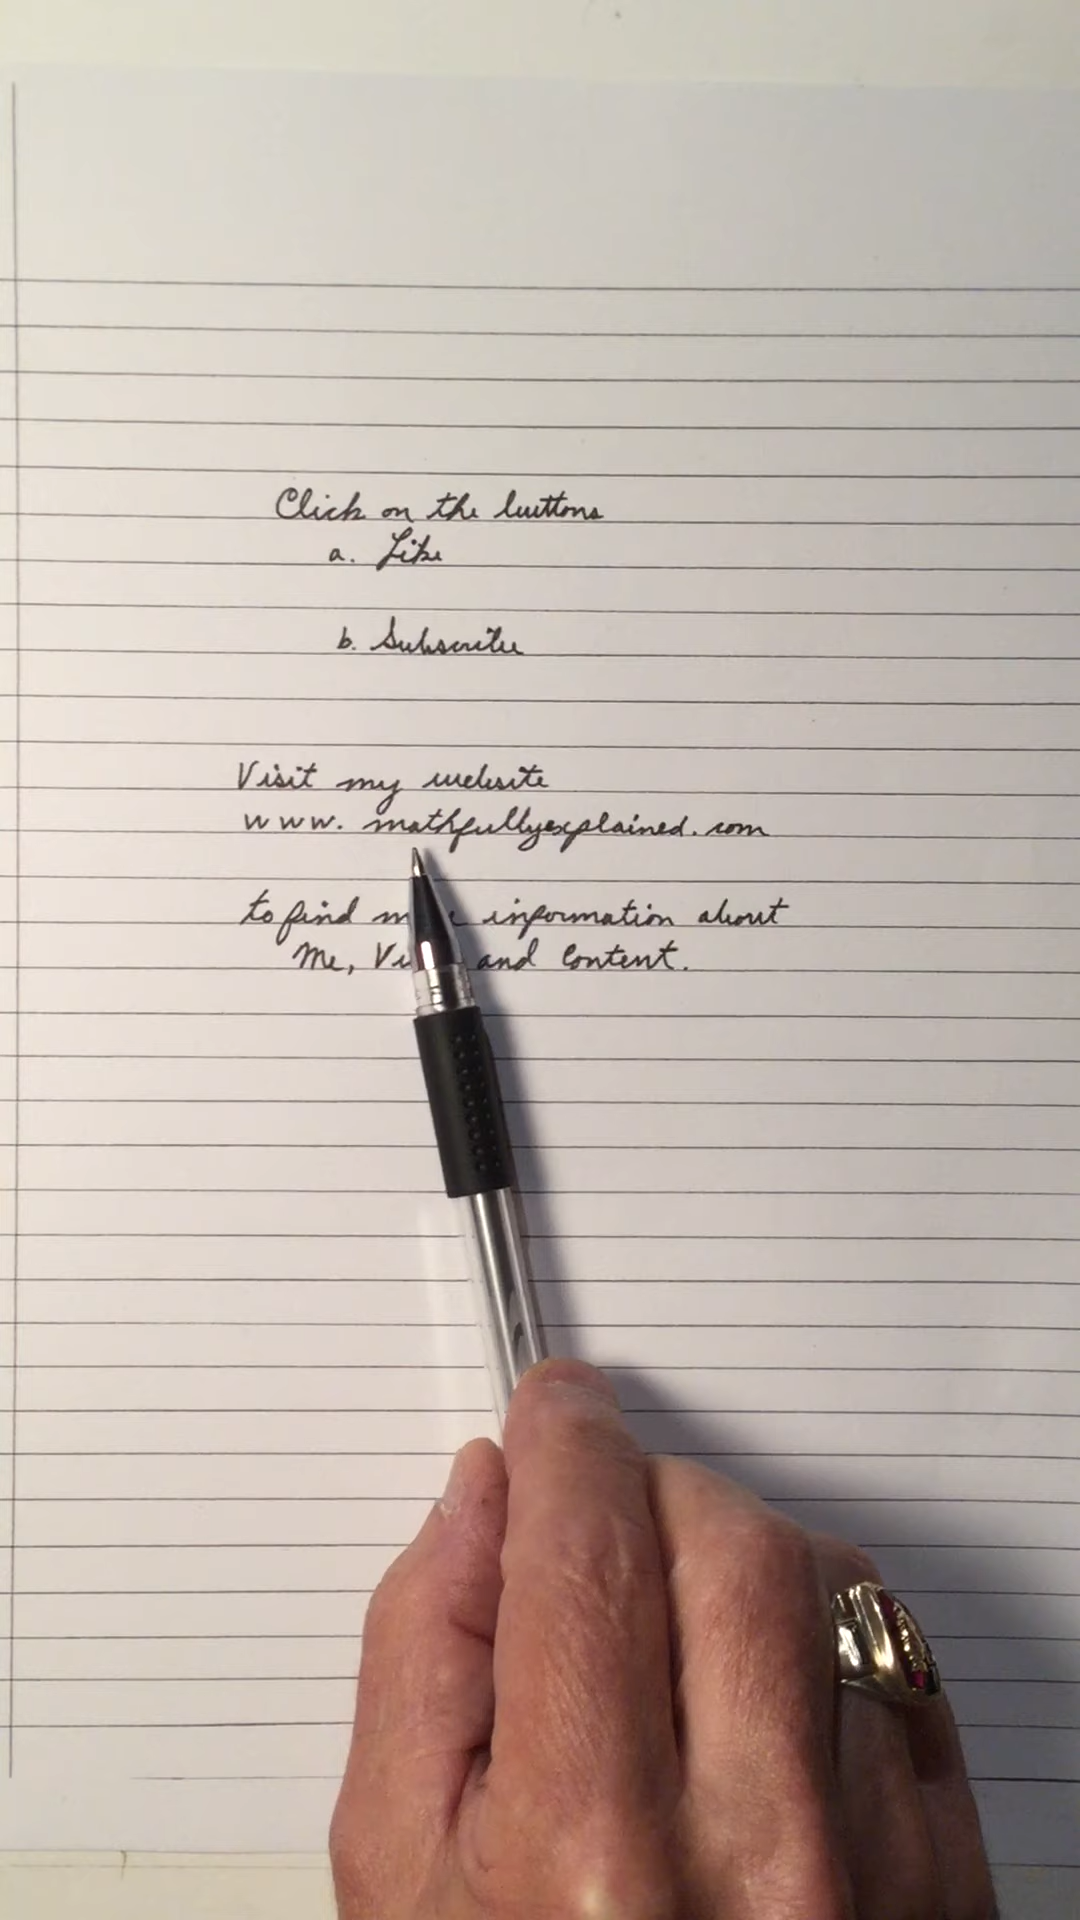 Click on the buttons
a. Like
b. Subscribe
Visit my website
www.mathfullyexplained.com
to find information about
Me, and Content.